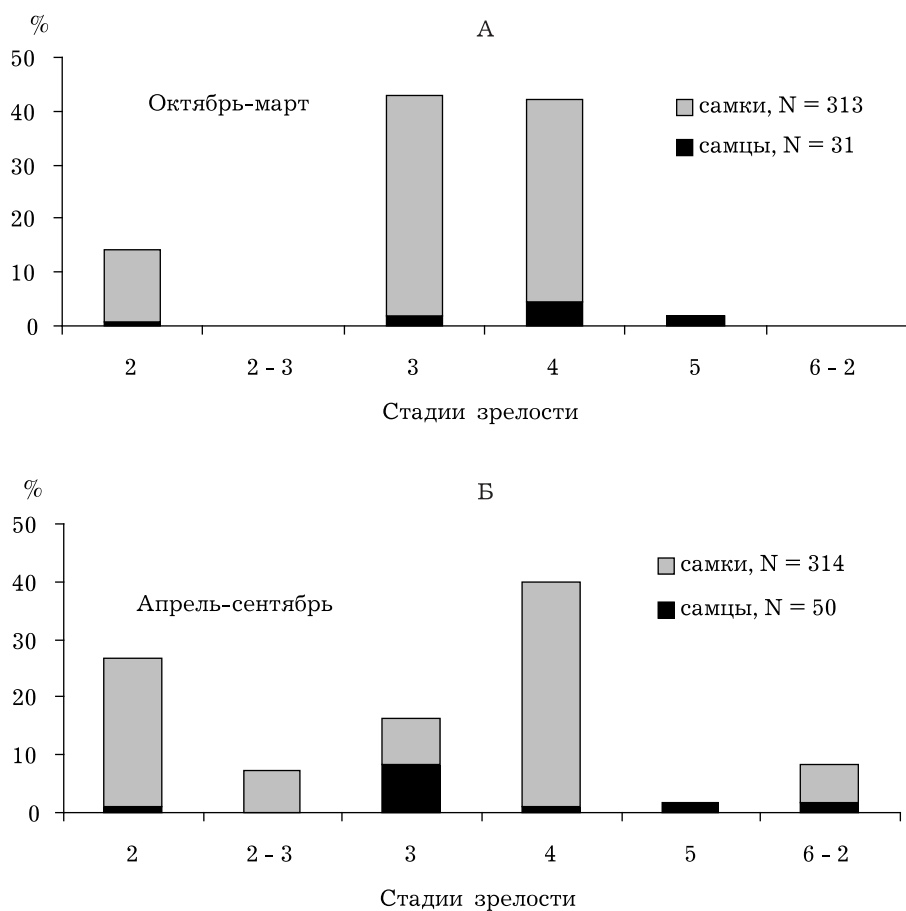 %
А
50
40
30
20
10
0
Октябрь-март
самки, N = 313
самцы, N = 31
2 2 - 3 3 4 5 6 - 2
Стадии зрелости
%
Б
50
40
30
20
10
0
Апрель-сентябрь
самки, N = 314
самцы, N = 50
2 2 - 3 3 4 5 6 - 2
Стадии зрелости